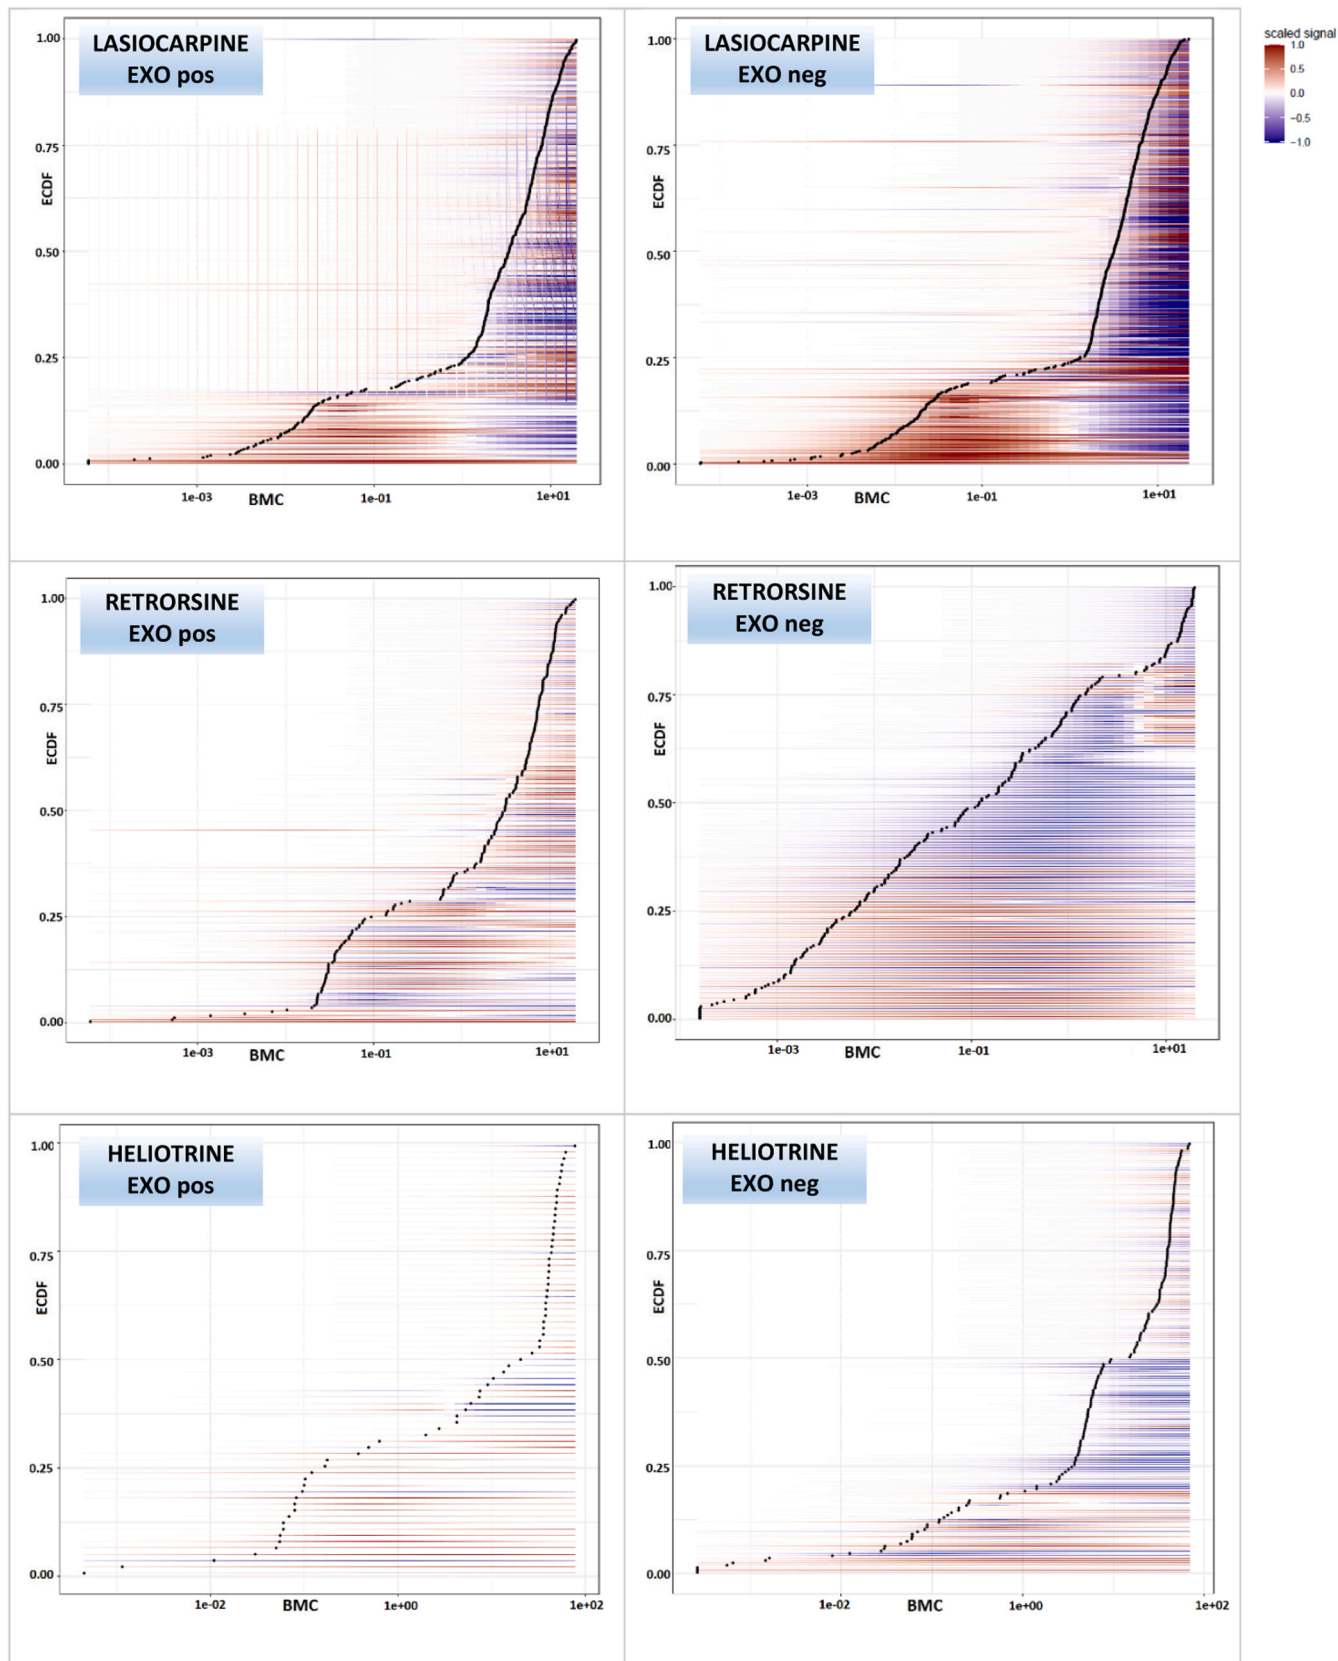 LASIOCARPINE
EXO pos
1.00
0.75
0.50
0.25
0.00
ECDF
1e-03
1e-01
1e+01
BMC
LASIOCARPINE
EXO neg
1.00
0.75
0.50
0.25
0.00
ECDF
1e-03
1e-01
1e+01
BMC
scaled signal
1.0
0.5
0.0
−0.5
−1.0
RETRORSINE
EXO pos
1.00
0.75
0.50
0.25
0.00
ECDF
1e-03
1e-01
1e+01
BMC
RETRORSINE
EXO neg
1.00
0.75
0.50
0.25
0.00
ECDF
1e-03
1e-01
1e+01
BMC
HELIOTRINE
EXO pos
1.00
0.75
0.50
0.25
0.00
ECDF
1e-02
1e+00
1e+02
BMC
HELIOTRINE
EXO neg
1.00
0.75
0.50
0.25
0.00
ECDF
1e-02
1e+00
1e+02
BMC